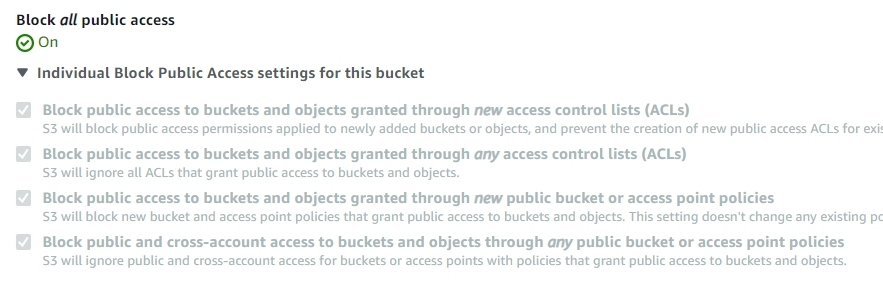 Block all public access
On
Individual Block Public Access settings for this bucket
Block public access to buckets and objects granted through new access control lists (ACLs)
S3 will block public access permissions applied to newly added buckets or objects, and prevent the creation of new public access ACLs for
Block public access to buckets and objects granted through any access control lists (ACLs)
S3 will ignore all ACLs that grant public access to buckets and objects.
Block public access to buckets and objects granted through new public bucket or access point policies
S3 will block new bucket and access point policies that grant public access to buckets and objects. This setting doesn't change any existing
Block public and cross-account access to buckets and objects through any public bucket or access point policies
S3 will ignore public and cross-account access for buckets or access points with policies that grant public access to buckets and objects.